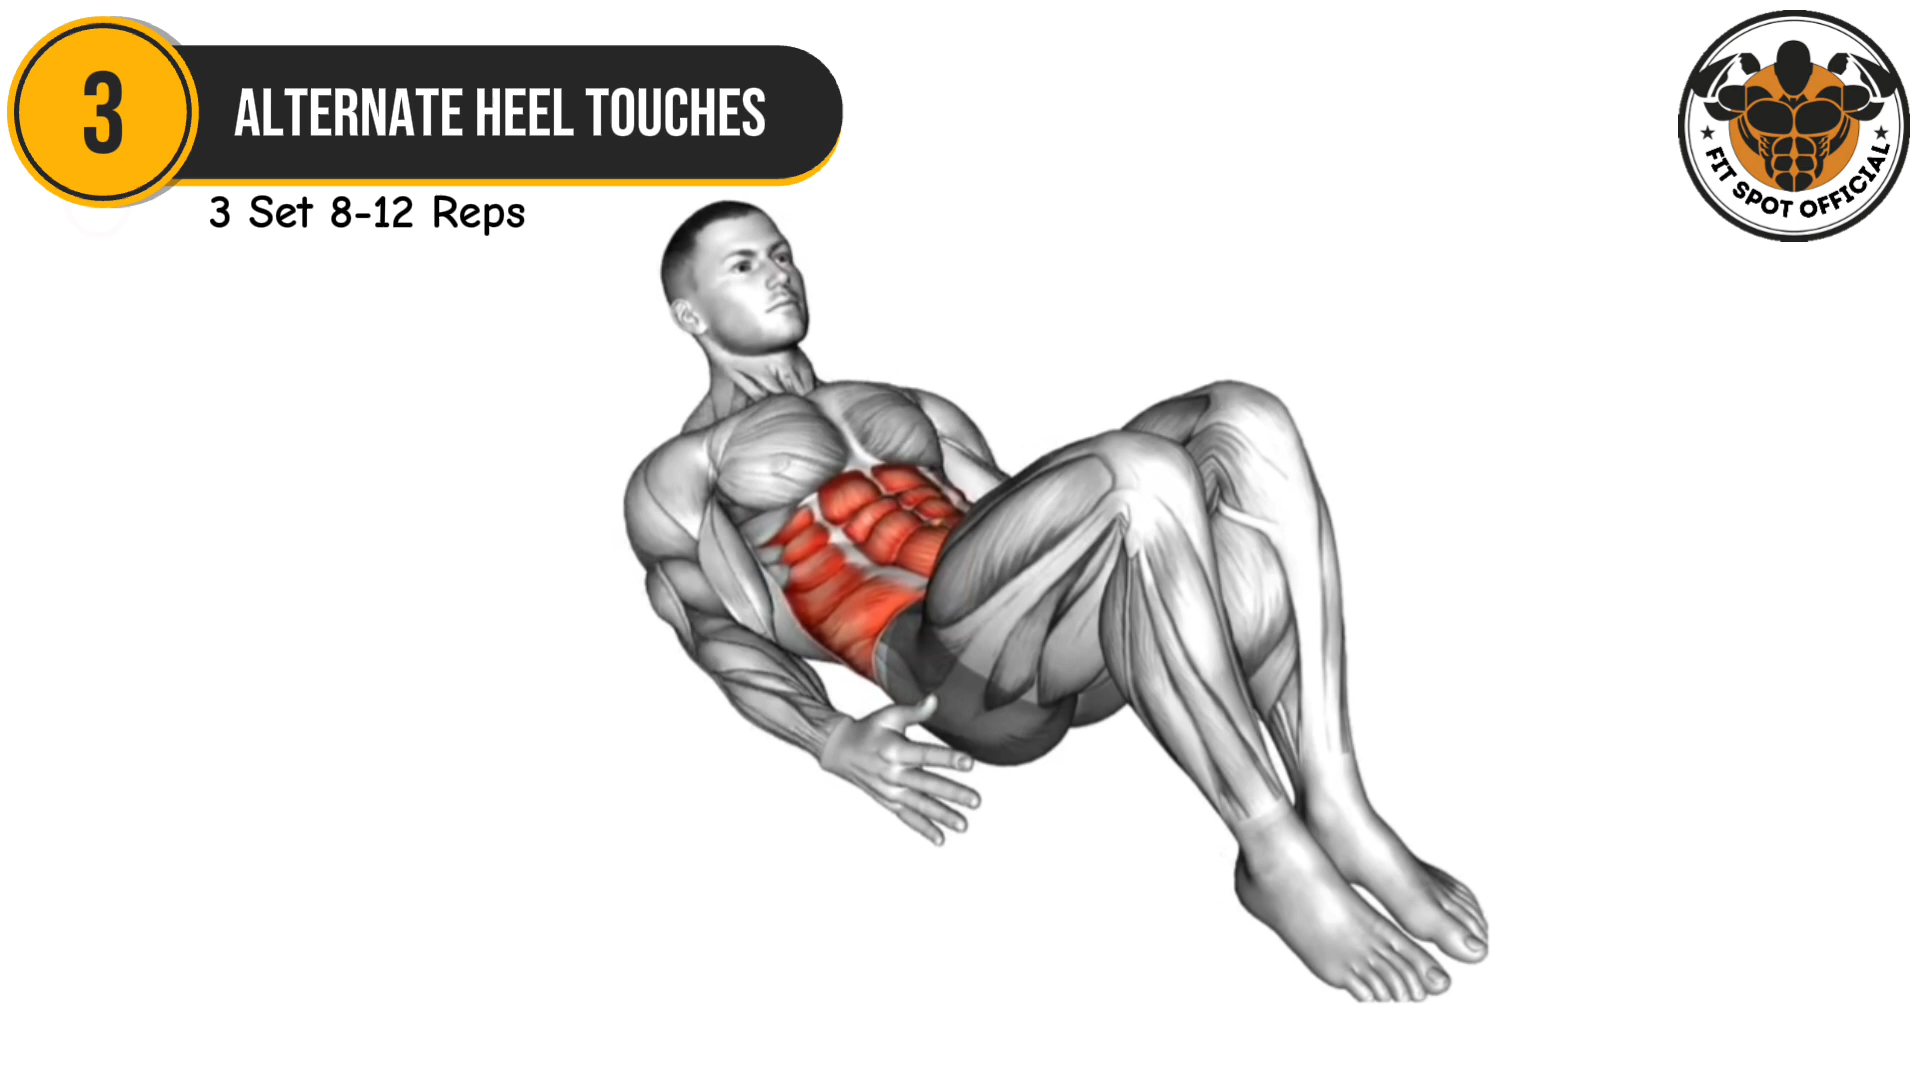 3
ALTERNATE HEEL TOUCHES
3 Set 8-12 Reps
FIT SPOT OFFICIAL